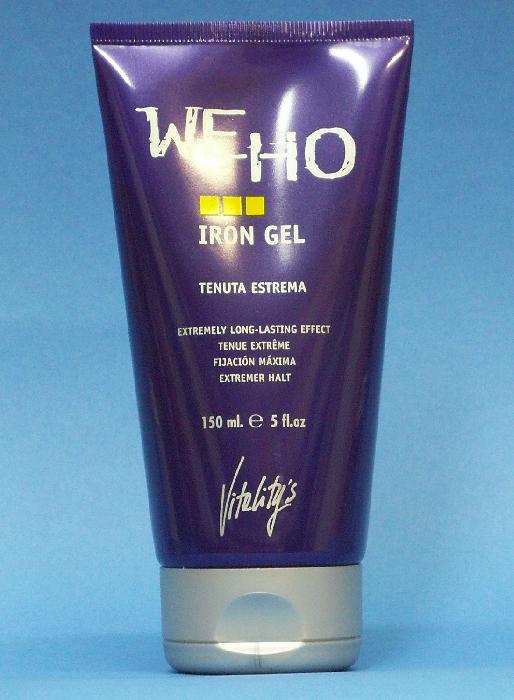 WEHO
IRON GEL
TENUTA ESTREMA
EXTREMELY LONG-LASTING EFFECT
TENUE EXTRÊME
FIJACIÓN MÁXIMA
EXTREMER HALT
150 ml. ℮ 5 fl.oz
Vitality's